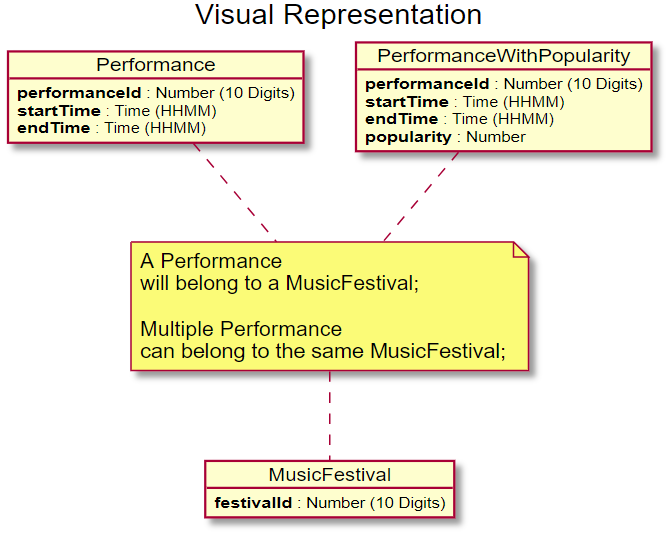 Visual Representation
Performance
performanceId : Number (10 Digits)
startTime : Time (HHMM)
endTime : Time (HHMM)
PerformanceWithPopularity
performanceId : Number (10 Digits)
startTime : Time (HHMM)
endTime : Time (HHMM)
popularity : Number
A Performance
will belong to a MusicFestival;
Multiple Performance
can belong to the same MusicFestival;
MusicFestival
festivalId : Number (10 Digits)